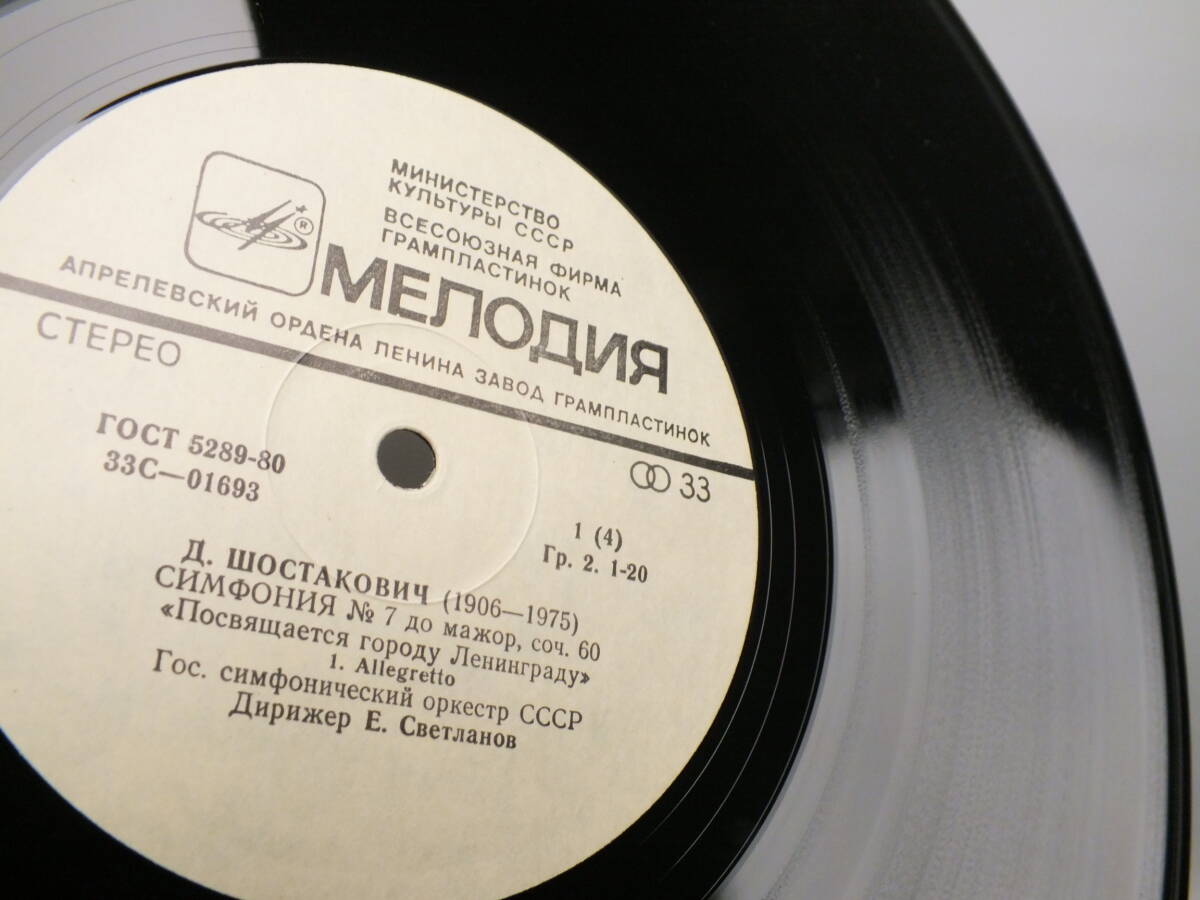 МИНИСТЕРСТВО
КУЛЬТУРЫ СССР
ВСЕСОЮЗНАЯ ФИРМА
ГРАМПЛАСТИНОК
®
МЕЛОДИЯ
АПРЕЛЕВСКИЙ ОРДЕНА ЛЕНИНА ЗАВОД ГРАМПЛАСТИНОК
СТЕРЕО
33
ГОСТ 5289-80
33С—01693
1 (4)
Гр. 2. 1-20
Д. ШОСТАКОВИЧ (1906—1975)
СИМФОНИЯ № 7 до мажор, соч. 60
«Посвящается городу Ленинграду»
1. Allegretto
Гос. симфонический оркестр СССР
Дирижер Е. Светланов